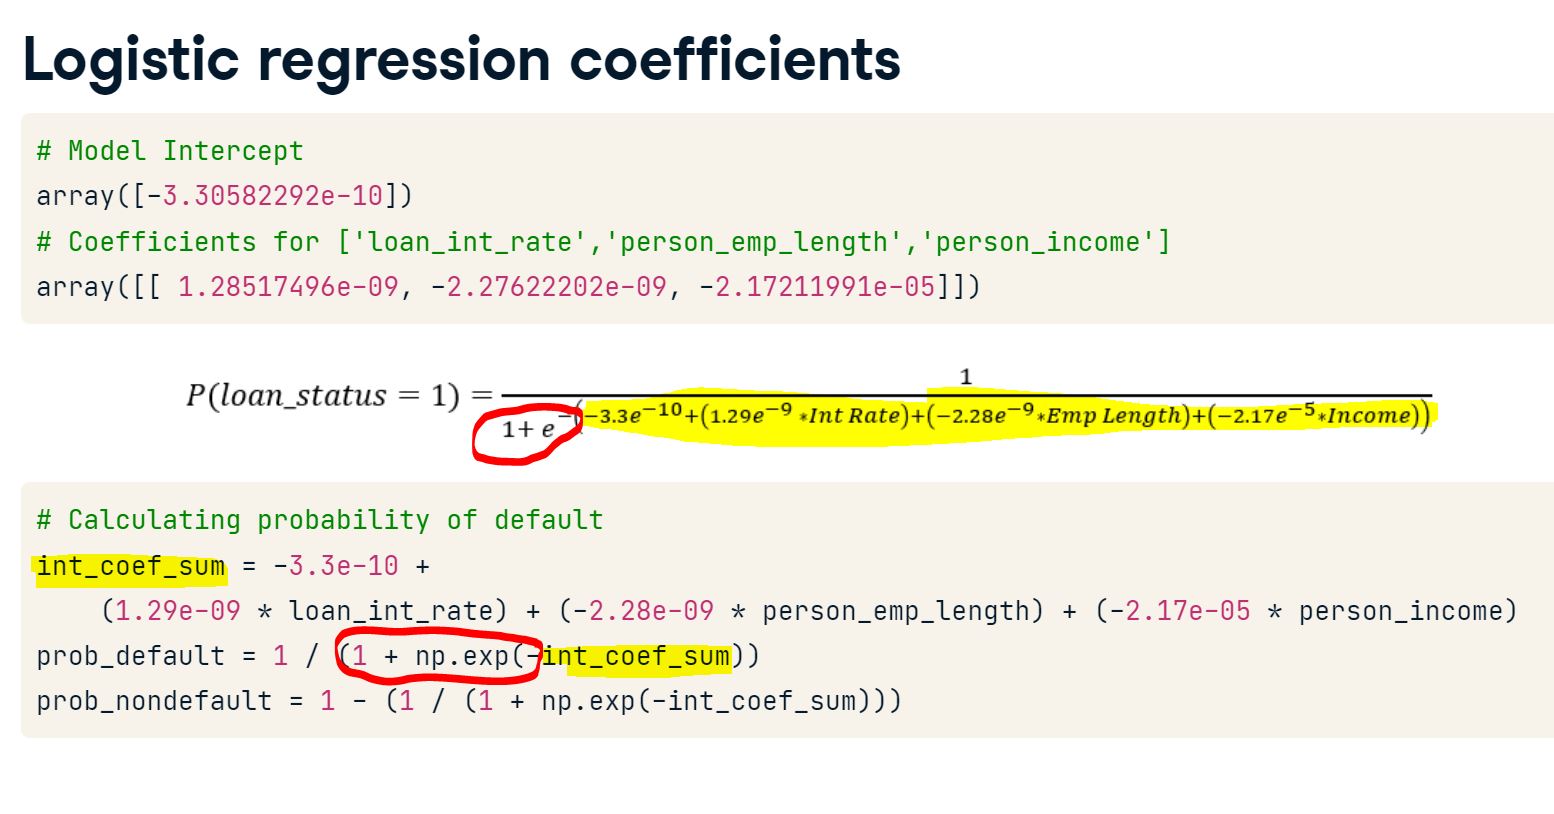 Logistic regression coefficients
# Model Intercept
array([-3.30582292e-10])
# Coefficients for ['loan_int_rate','person_emp_length','person_income']
array([[ 1.28517496e-09, -2.27622202e-09, -2.17211991e-05]])
P(loan_status = 1) = 1
1+ e^−(−3.3e^−10+(1.29e^−9 *Int Rate)+(−2.28e^−9*Emp Length)+(−2.17e^−5*Income))
# Calculating probability of default
int_coef_sum = -3.3e-10 +
(1.29e-09 * loan_int_rate) + (-2.28e-09 * person_emp_length) + (-2.17e-05 * person_income)
prob_default = 1 / (1 + np.exp(-int_coef_sum))
prob_nondefault = 1 - (1 / (1 + np.exp(-int_coef_sum)))